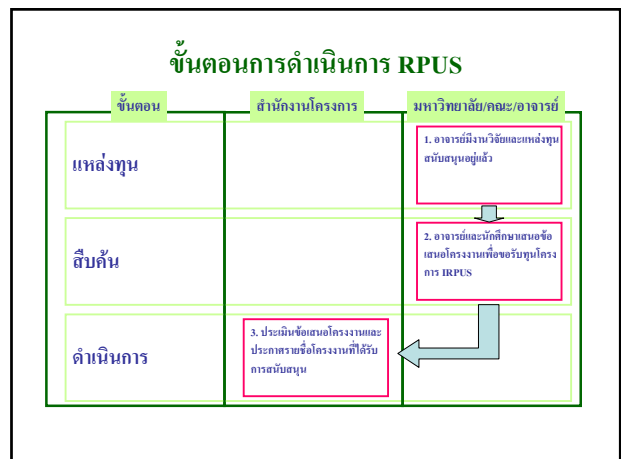 ขั้นตอนการดำเนินการ RPUS
ขั้นตอน
สำนักงานโครงการ
มหาวิทยาลัย/คณะ/อาจารย์
แหล่งทุน
1. อาจารย์มีงานวิจัยและแหล่งทุน
สนับสนุนอยู่แล้ว
สืบค้น
2. อาจารย์และนักศึกษาเสนอข้อ
เสนอโครงงานเพื่อขอรับทุนโครง
การ IRPUS
ดำเนินการ
3. ประเมินข้อเสนอโครงงานและ
ประกาศรายชื่อโครงงานที่ได้รับ
การสนับสนุน